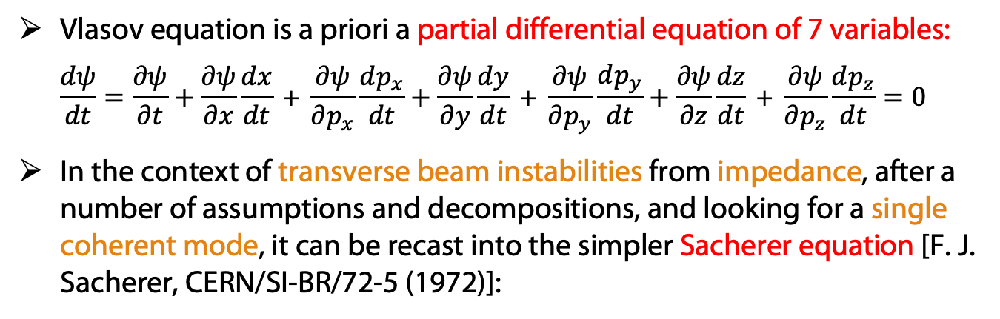 ➤ Vlasov equation is a priori a partial differential equation of 7 variables:
dψ/dt = ∂ψ/∂t + ∂ψ/∂x dx/dt + ∂ψ/∂pₓ dpₓ/dt + ∂ψ/∂y dy/dt + ∂ψ/∂p_y dp_y/dt + ∂ψ/∂z dz/dt + ∂ψ/∂p_z dp_z/dt = 0
➤ In the context of transverse beam instabilities from impedance, after a
number of assumptions and decompositions, and looking for a single
coherent mode, it can be recast into the simpler Sacherer equation [F. J.
Sacherer, CERN/SI-BR/72-5 (1972)]: